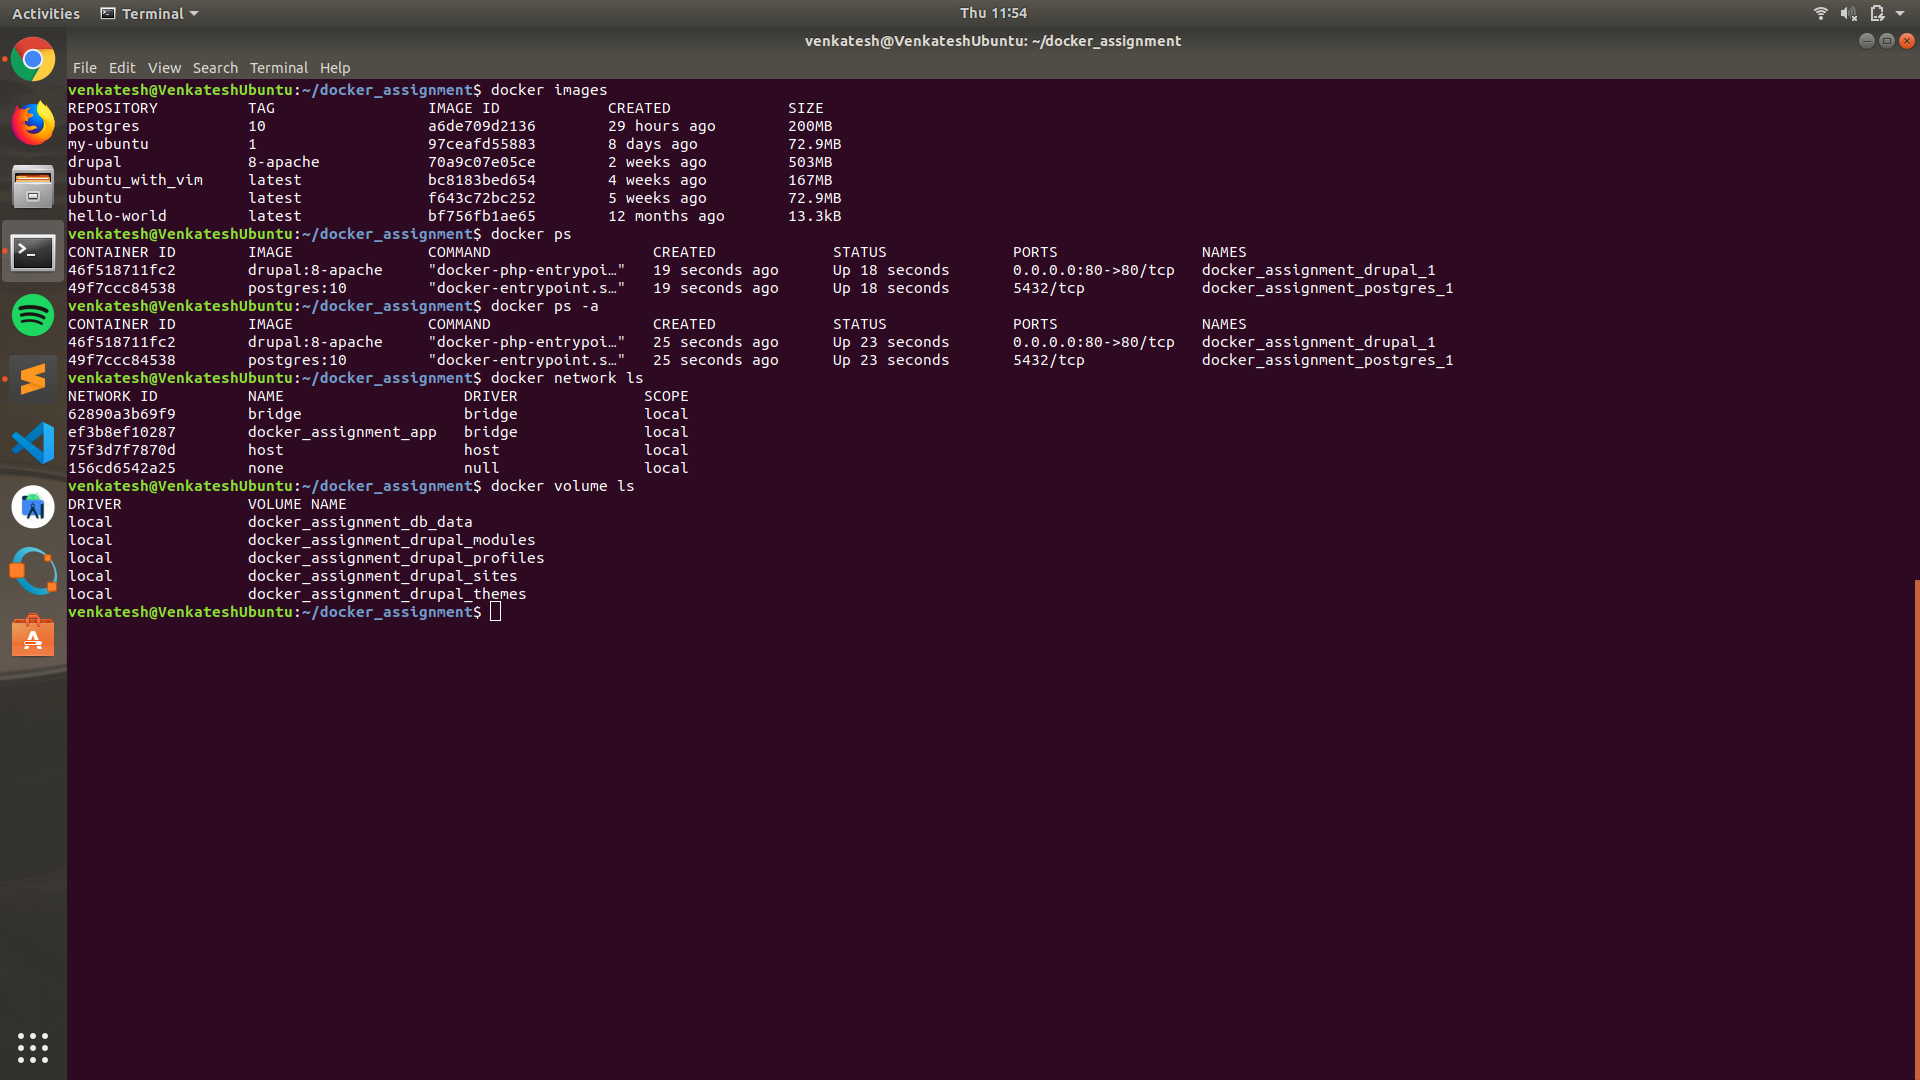 Activities Terminal Thu 11:54
venkatesh@VenkateshUbuntu: ~/docker_assignment
File Edit View Search Terminal Help
venkatesh@VenkateshUbuntu:~/docker_assignment$ docker images
REPOSITORY TAG IMAGE ID CREATED SIZE
postgres 10 a6de709d2136 29 hours ago 200MB
my-ubuntu 1 97ceafd55883 8 days ago 72.9MB
drupal 8-apache 70a9c07e05ce 2 weeks ago 503MB
ubuntu_with_vim latest bc8183bed654 4 weeks ago 167MB
ubuntu latest f643c72bc252 5 weeks ago 72.9MB
hello-world latest bf756fb1ae65 12 months ago 13.3kB
venkatesh@VenkateshUbuntu:~/docker_assignment$ docker ps
CONTAINER ID IMAGE COMMAND CREATED STATUS PORTS NAMES
46f518711fc2 drupal:8-apache "docker-php-entrypoi…" 19 seconds ago Up 18 seconds 0.0.0.0:80->80/tcp docker_assignment_drupal_1
49f7ccc84538 postgres:10 "docker-entrypoint.s…" 19 seconds ago Up 18 seconds 5432/tcp docker_assignment_postgres_1
venkatesh@VenkateshUbuntu:~/docker_assignment$ docker ps -a
CONTAINER ID IMAGE COMMAND CREATED STATUS PORTS NAMES
46f518711fc2 drupal:8-apache "docker-php-entrypoi…" 25 seconds ago Up 23 seconds 0.0.0.0:80->80/tcp docker_assignment_drupal_1
49f7ccc84538 postgres:10 "docker-entrypoint.s…" 25 seconds ago Up 23 seconds 5432/tcp docker_assignment_postgres_1
venkatesh@VenkateshUbuntu:~/docker_assignment$ docker network ls
NETWORK ID NAME DRIVER SCOPE
62890a3b69f9 bridge bridge local
ef3b8ef10287 docker_assignment_app bridge local
75f3d7f7870d host host local
156cd6542a25 none null local
venkatesh@VenkateshUbuntu:~/docker_assignment$ docker volume ls
DRIVER VOLUME NAME
local docker_assignment_db_data
local docker_assignment_drupal_modules
local docker_assignment_drupal_profiles
local docker_assignment_drupal_sites
local docker_assignment_drupal_themes
venkatesh@VenkateshUbuntu:~/docker_assignment$